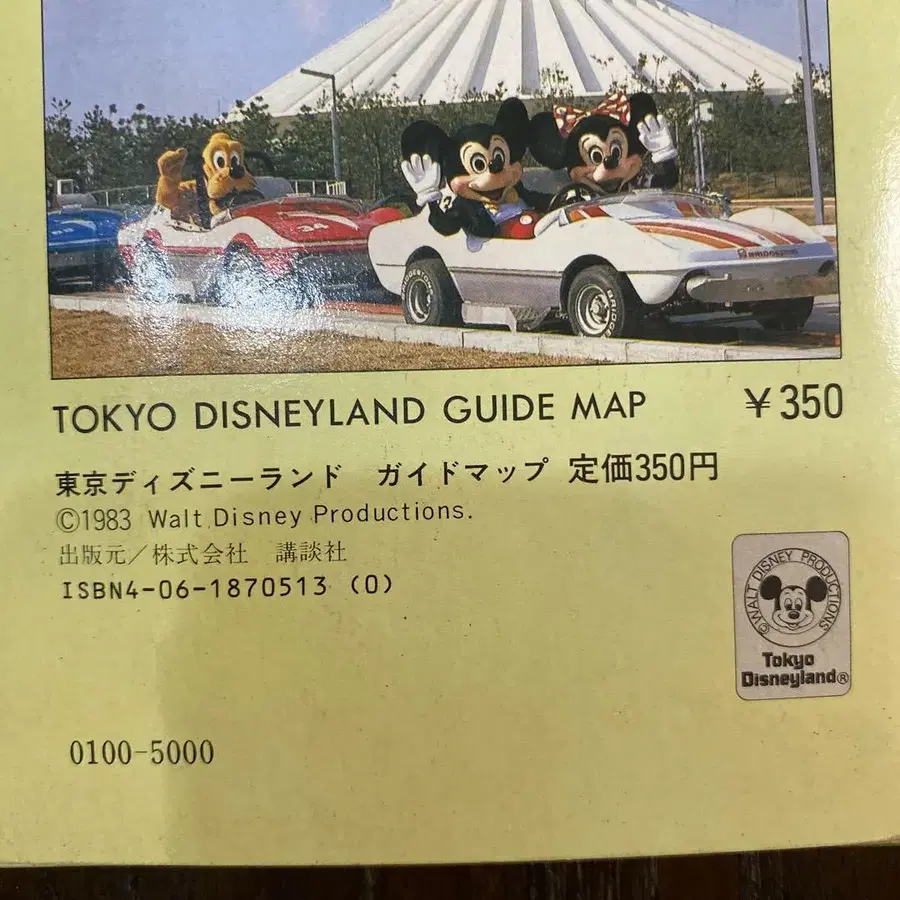 34
TOKYO DISNEYLAND GUIDE MAP ￥350
東京ディズニーランド ガイドマップ 定価350円
©1983 Walt Disney Productions.
出版元／株式会社 講談社
ISBN4-06-1870513 (0)
©WALT DISNEY PRODUCTIONS
Tokyo
Disneyland®
0100-5000